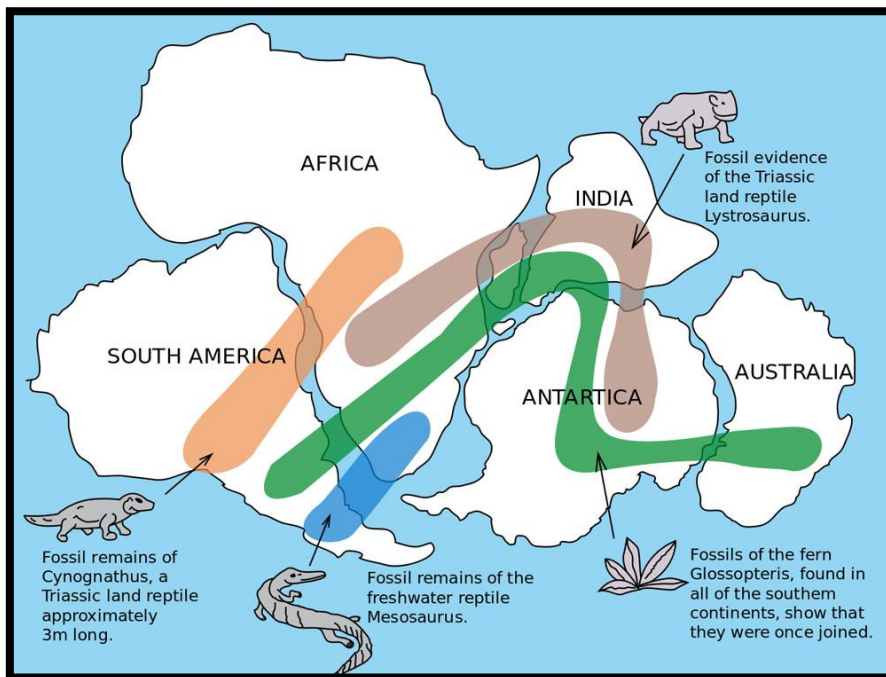 AFRICA
INDIA
Fossil evidence
of the Triassic
land reptile
Lystrosaurus.
SOUTH AMERICA
ANTARTICA
AUSTRALIA
Fossil remains of
Cynognathus, a
Triassic land reptile
approximately
3m long.
Fossil remains of the
freshwater reptile
Mesosaurus.
Fossils of the fern
Glossopteris, found in
all of the southern
continents, show that
they were once joined.